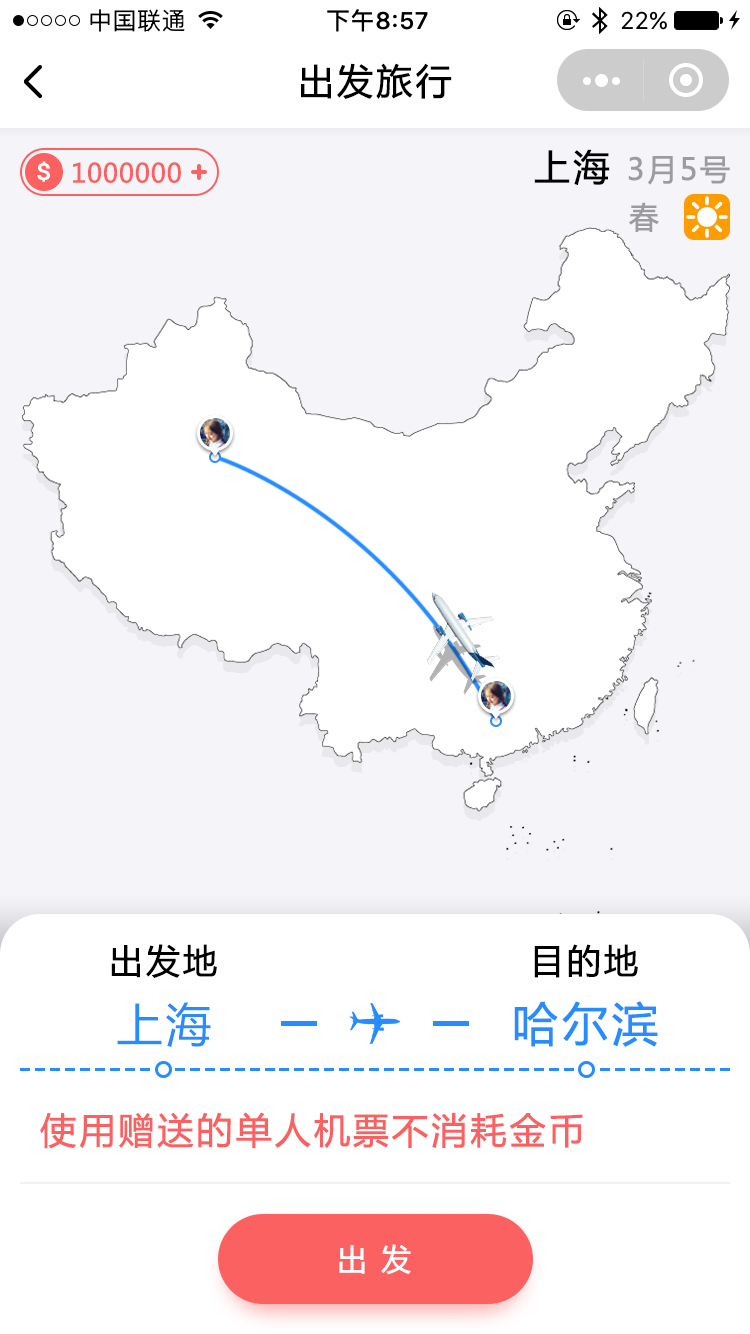 中国联通 下午8:57 22%
出发旅行
$ 1000000 + 上海 3月5号
春
出发地 目的地
上海 哈尔滨
使用赠送的单人机票不消耗金币
出发